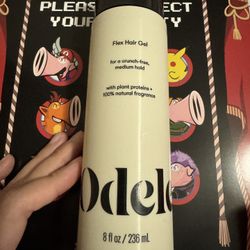 PLEASE
YOUR
Flex Hair Gel
for a crunch-free,
medium hold
with plant proteins +
100% natural fragrance
Odele
8 fl oz / 236 mL